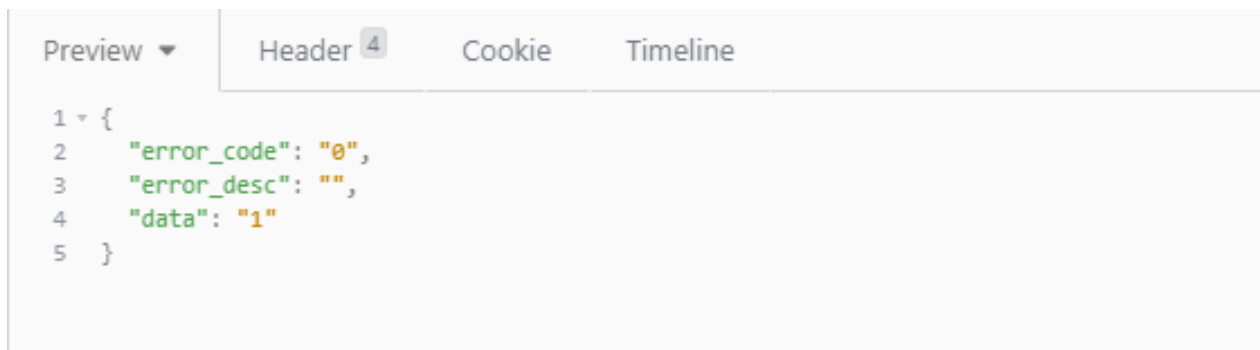 Preview Header 4 Cookie Timeline
1 {
2 "error_code": "0",
3 "error_desc": "",
4 "data": "1"
5 }